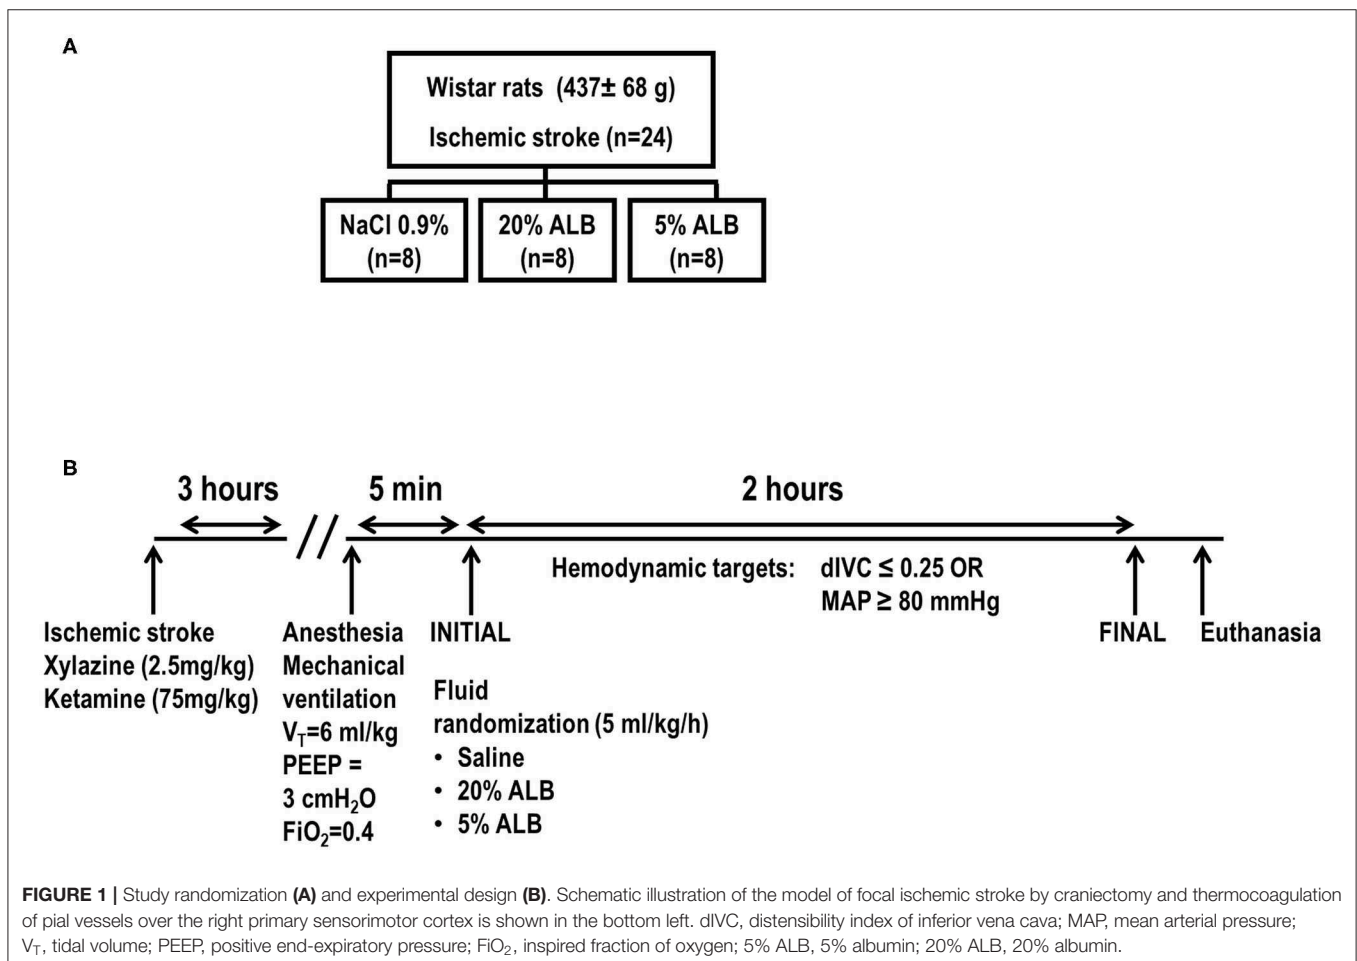 A
Wistar rats (437± 68 g)
Ischemic stroke (n=24)
NaCl 0.9%
(n=8)
20% ALB
(n=8)
5% ALB
(n=8)
B
3 hours
5 min
2 hours
Hemodynamic targets: dIVC ≤ 0.25 OR
MAP ≥ 80 mmHg
Ischemic stroke
Xylazine (2.5mg/kg)
Ketamine (75mg/kg)
Anesthesia
Mechanical
ventilation
V_T=6 ml/kg
PEEP =
3 cmH₂O
FiO₂=0.4
INITIAL
Fluid
randomization (5 ml/kg/h)
• Saline
• 20% ALB
• 5% ALB
FINAL
Euthanasia
FIGURE 1 | Study randomization (A) and experimental design (B). Schematic illustration of the model of focal ischemic stroke by craniectomy and thermocoagulation
of pial vessels over the right primary sensorimotor cortex is shown in the bottom left. dIVC, distensibility index of inferior vena cava; MAP, mean arterial pressure;
V_T, tidal volume; PEEP, positive end-expiratory pressure; FiO₂, inspired fraction of oxygen; 5% ALB, 5% albumin; 20% ALB, 20% albumin.